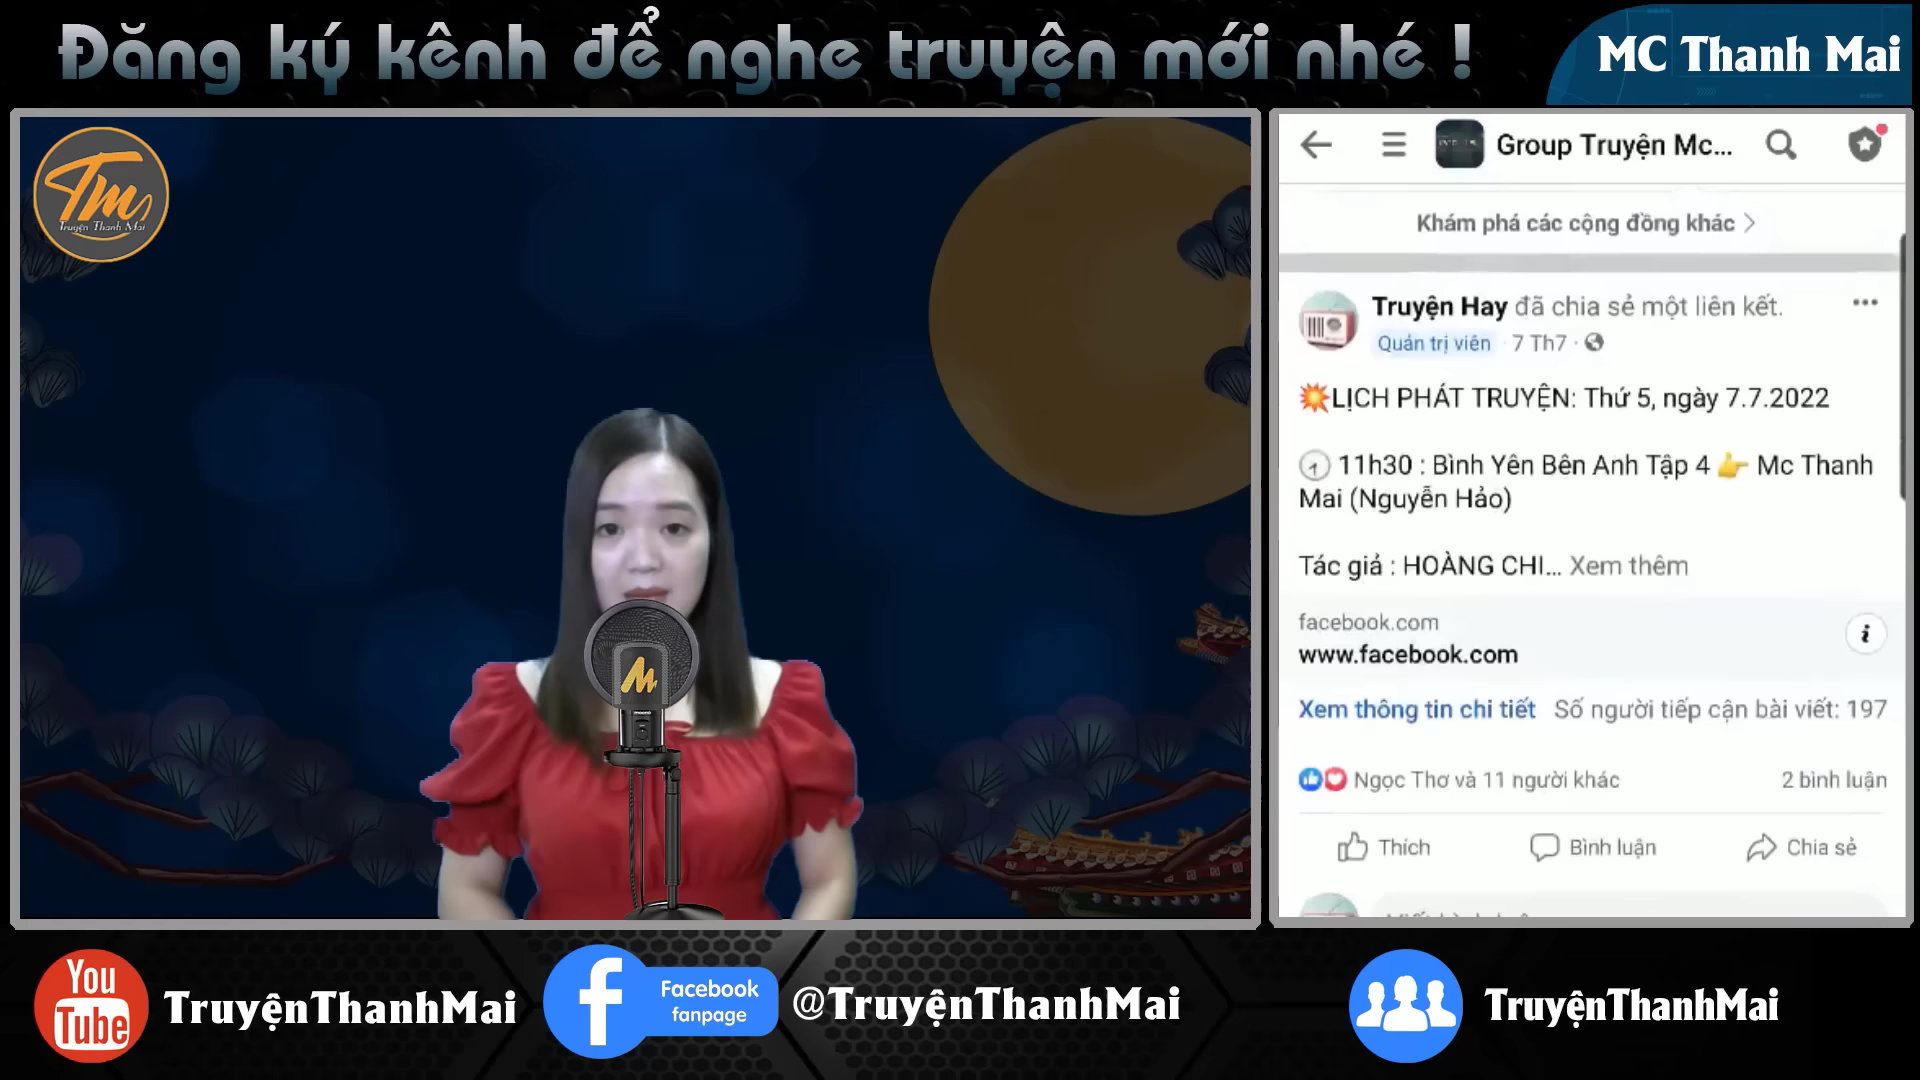 Đăng ký kênh để nghe truyện mới nhé !
MC Thanh Mai
Tm
Truyện Thanh Mai
M
Group Truyện Mc...
Khám phá các cộng đồng khác
Truyện Hay đã chia sẻ một liên kết.
Quản trị viên · 7 Th7 ·
LỊCH PHÁT TRUYỆN: Thứ 5, ngày 7.7.2022
11h30 : Bình Yên Bên Anh Tập 4 Mc Thanh
Mai (Nguyễn Hảo)
Tác giả : HOÀNG CHI... Xem thêm
facebook.com
www.facebook.com
Xem thông tin chi tiết Số người tiếp cận bài viết: 197
Ngọc Thơ và 11 người khác 2 bình luận
Thích Bình luận Chia sẻ
You
Tube
TruyệnThanhMai
Facebook
fanpage
@TruyệnThanhMai
TruyệnThanhMai